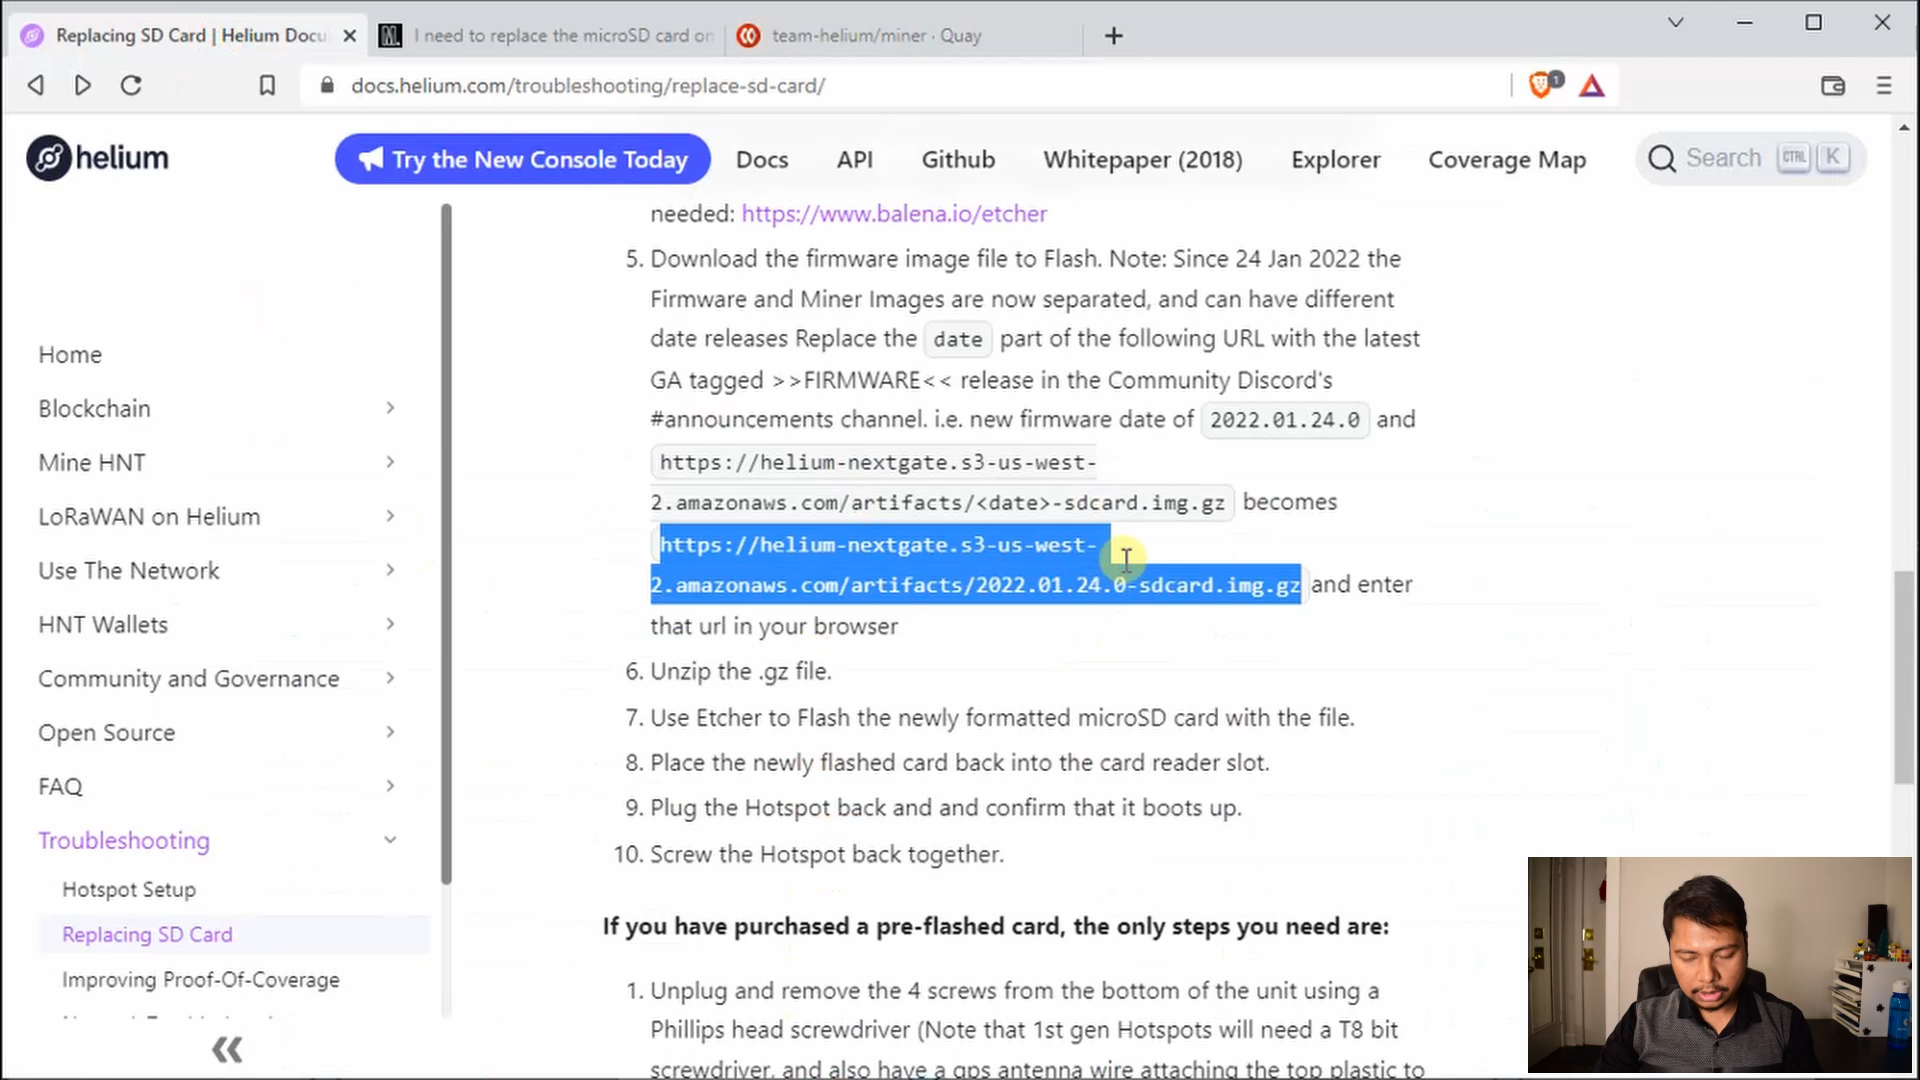 Replacing SD Card | Helium Docu
I need to replace the microSD card on
team-helium/miner · Quay
docs.helium.com/troubleshooting/replace-sd-card/
1
helium
Try the New Console Today
Docs
API
Github
Whitepaper (2018)
Explorer
Coverage Map
Search
CTRL
K
Home
Blockchain
Mine HNT
LoRaWAN on Helium
Use The Network
HNT Wallets
Community and Governance
Open Source
FAQ
Troubleshooting
Hotspot Setup
Replacing SD Card
Improving Proof-Of-Coverage
needed: https://www.balena.io/etcher
5. Download the firmware image file to Flash. Note: Since 24 Jan 2022 the
Firmware and Miner Images are now separated, and can have different
date releases Replace the date part of the following URL with the latest
GA tagged >>FIRMWARE<< release in the Community Discord's
#announcements channel. i.e. new firmware date of 2022.01.24.0 and
https://helium-nextgate.s3-us-west-
2.amazonaws.com/artifacts/<date>-sdcard.img.gz becomes
https://helium-nextgate.s3-us-west-
2.amazonaws.com/artifacts/2022.01.24.0-sdcard.img.gz and enter
that url in your browser
6. Unzip the .gz file.
7. Use Etcher to Flash the newly formatted microSD card with the file.
8. Place the newly flashed card back into the card reader slot.
9. Plug the Hotspot back and and confirm that it boots up.
10. Screw the Hotspot back together.
If you have purchased a pre-flashed card, the only steps you need are:
1. Unplug and remove the 4 screws from the bottom of the unit using a
Phillips head screwdriver (Note that 1st gen Hotspots will need a T8 bit
screwdriver, and also have a gps antenna wire attaching the top plastic to